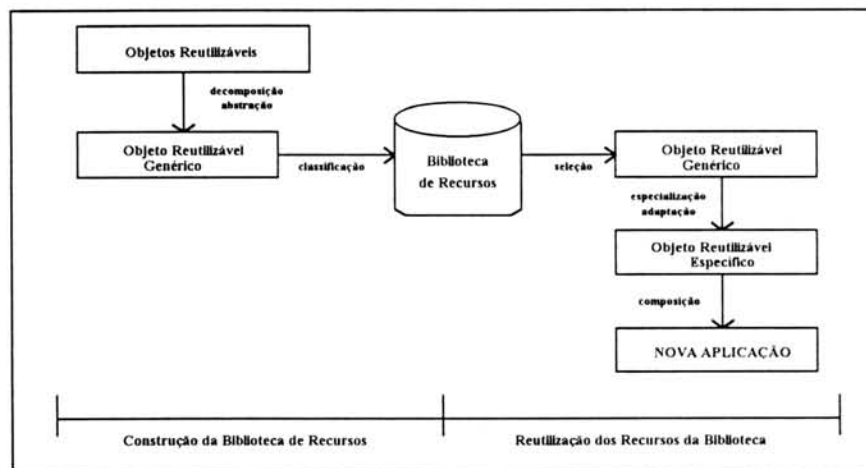 Objetos Reutilizáveis
decomposição
abstração
Objeto Reutilizável
Genérico
classificação
Biblioteca
de Recursos
seleção
Objeto Reutilizável
Genérico
especialização
adaptação
Objeto Reutilizável
Específico
composição
NOVA APLICAÇÃO
Construção da Biblioteca de Recursos
Reutilização dos Recursos da Biblioteca